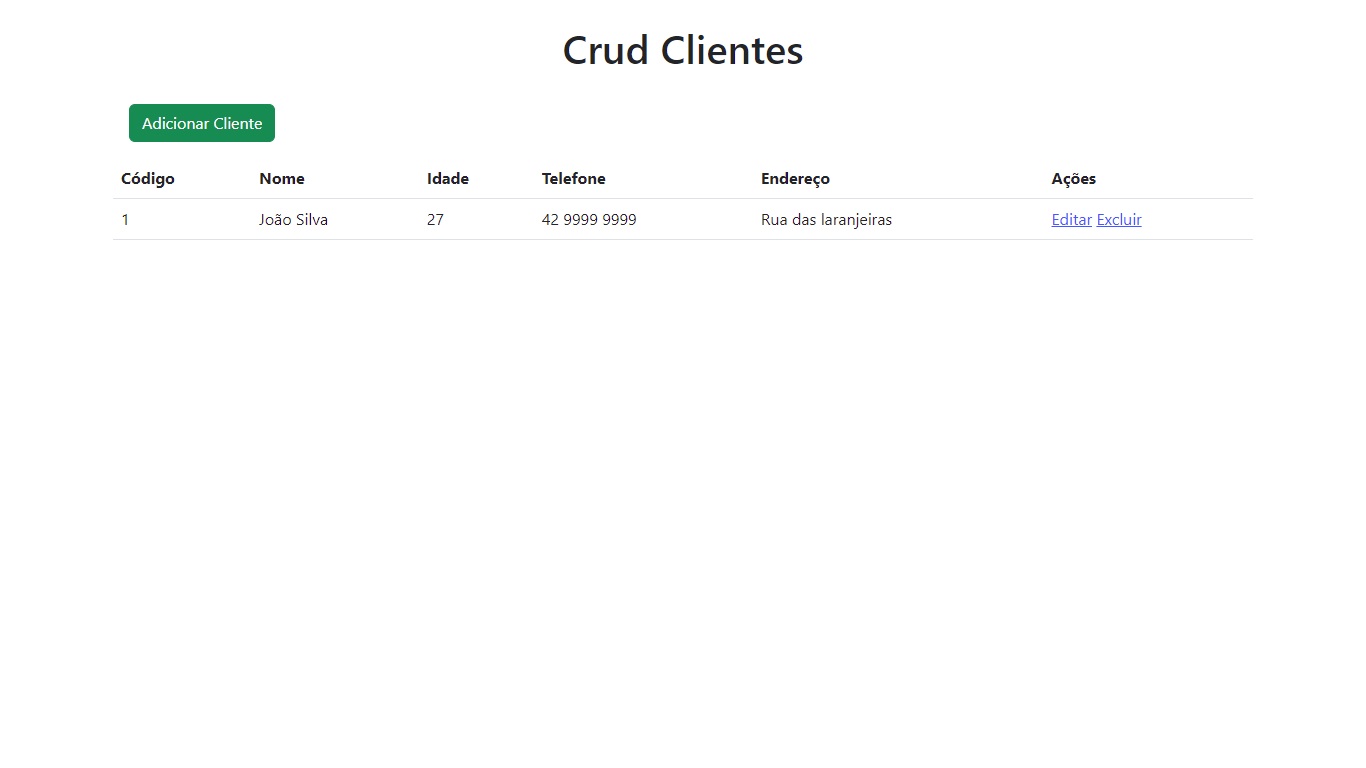 Crud Clientes
Adicionar Cliente
Código Nome Idade Telefone Endereço Ações
1 João Silva 27 42 9999 9999 Rua das laranjeiras Editar Excluir